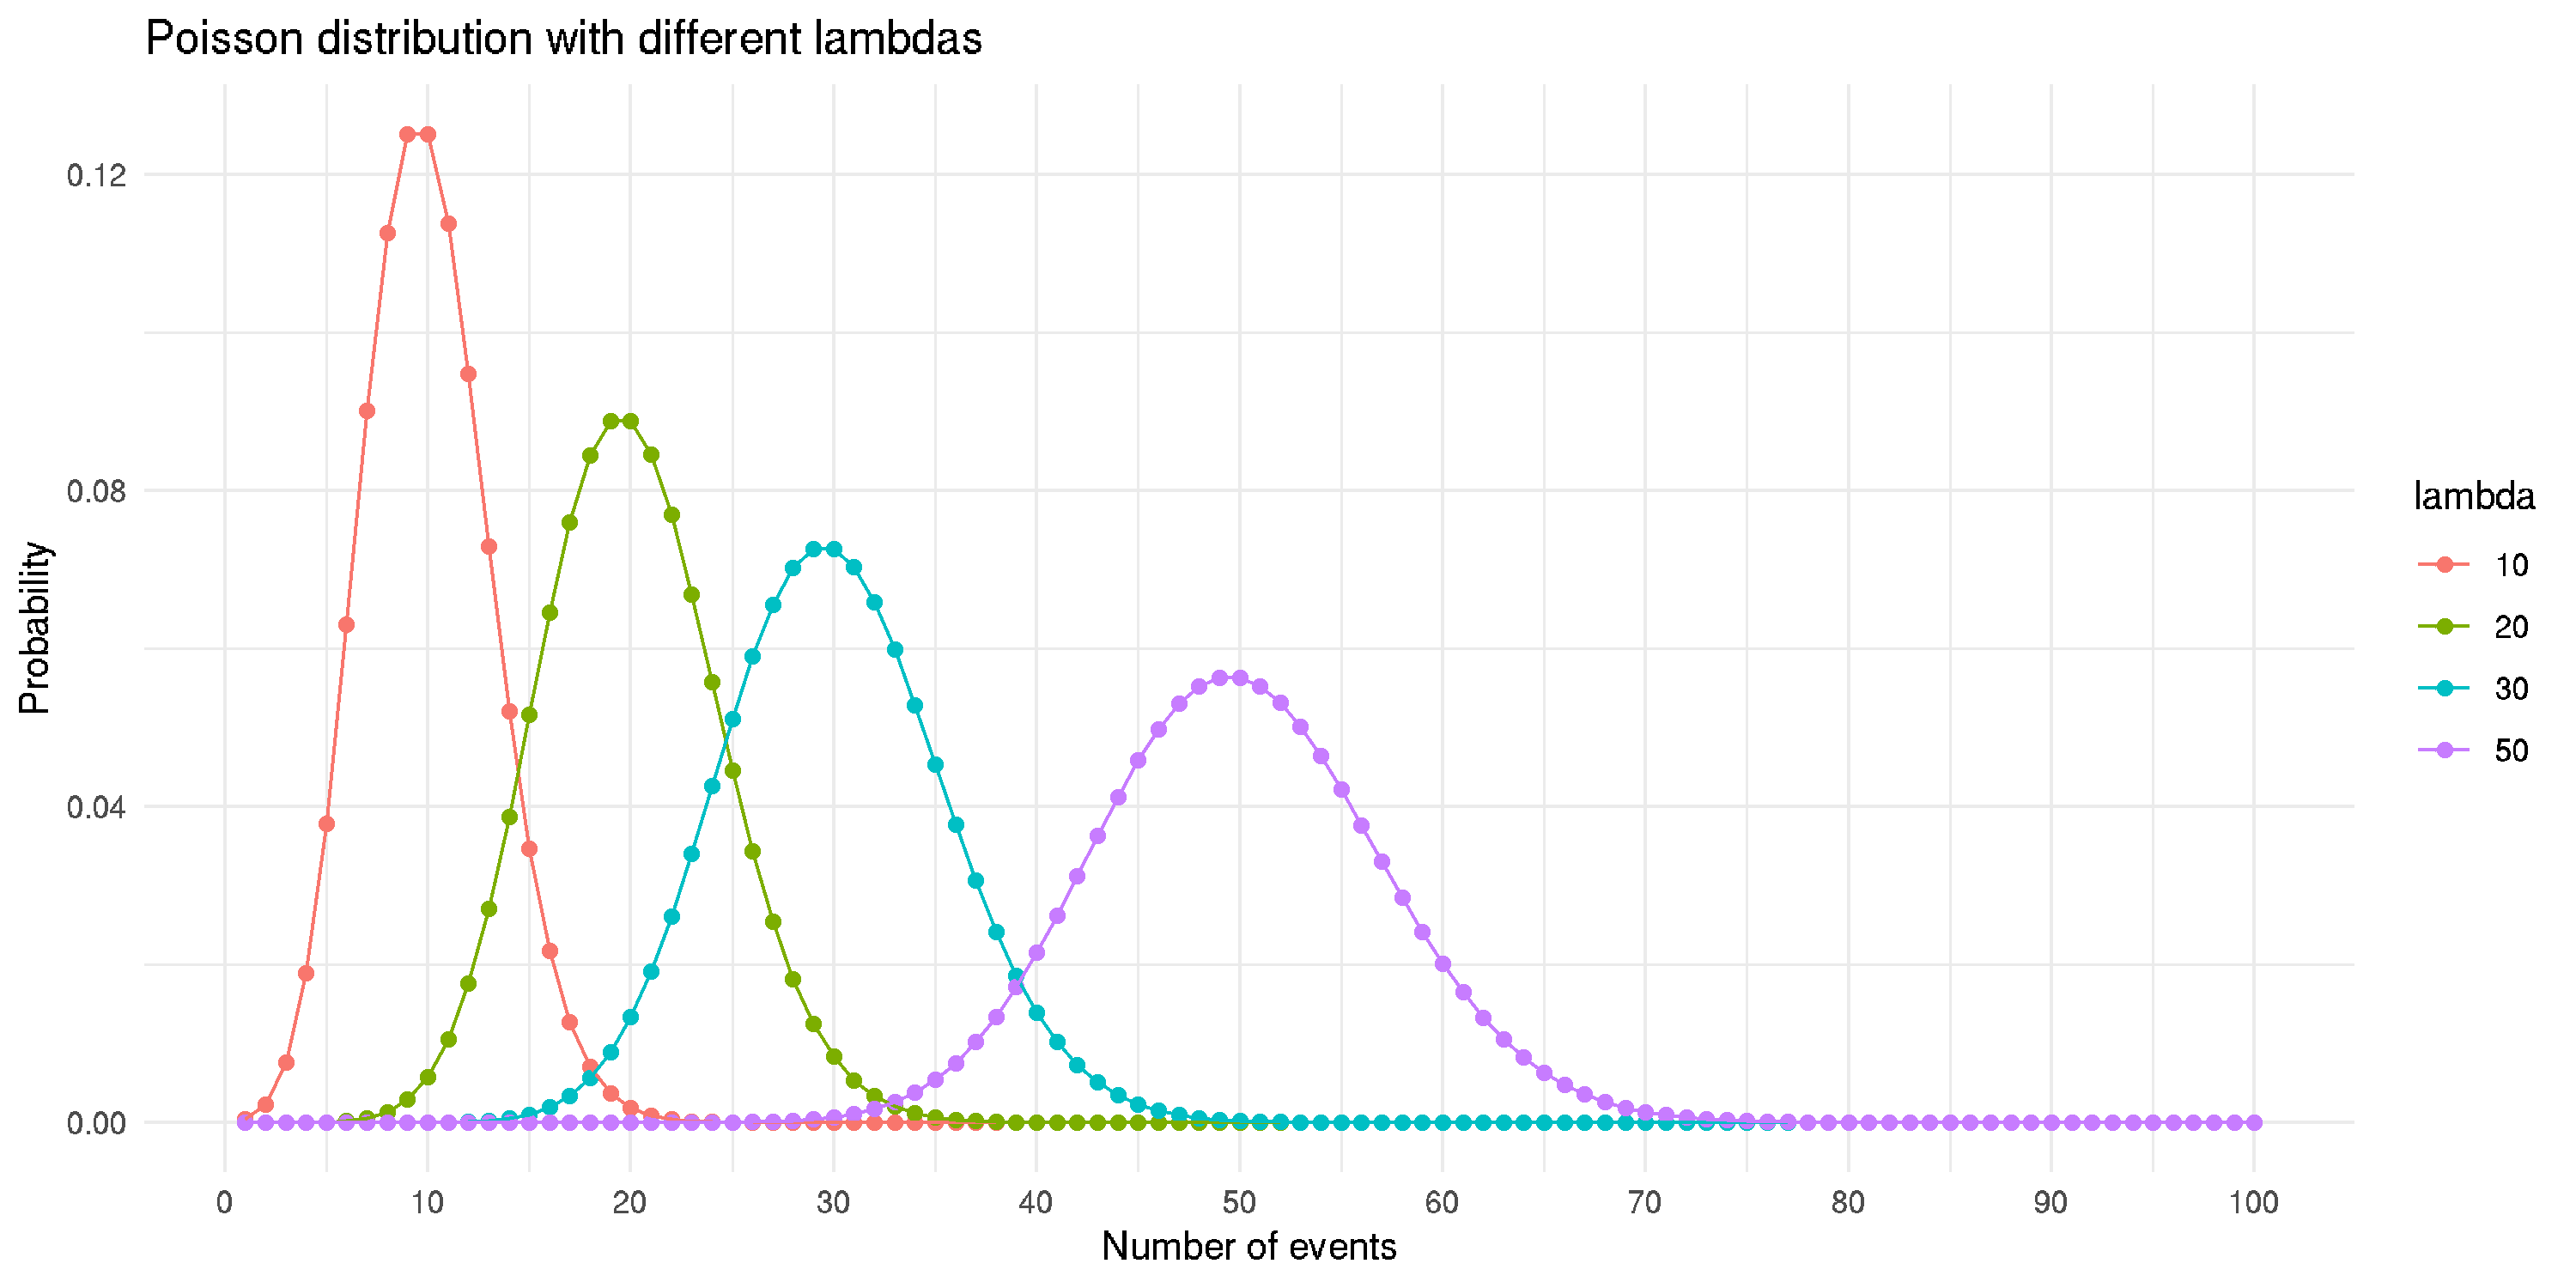 Poisson distribution with different lambdas
Probability
0.12
0.08
0.04
0.00
0 10 20 30 40 50 60 70 80 90 100
Number of events
lambda
10
20
30
50